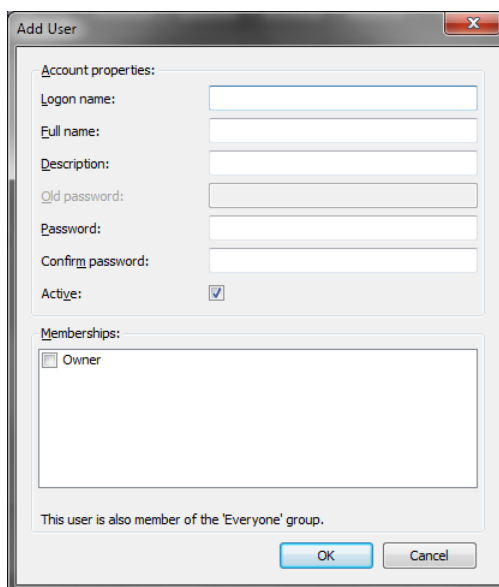 Add User
Account properties:
Logon name:
Full name:
Description:
Old password:
Password:
Confirm password:
Active:
Memberships:
Owner
This user is also member of the 'Everyone' group.
OK Cancel